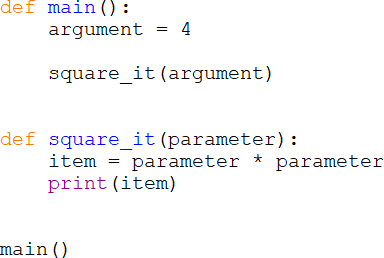 def main():
    argument = 4

    square_it(argument)


def square_it(parameter):
    item = parameter * parameter
    print(item)


main()